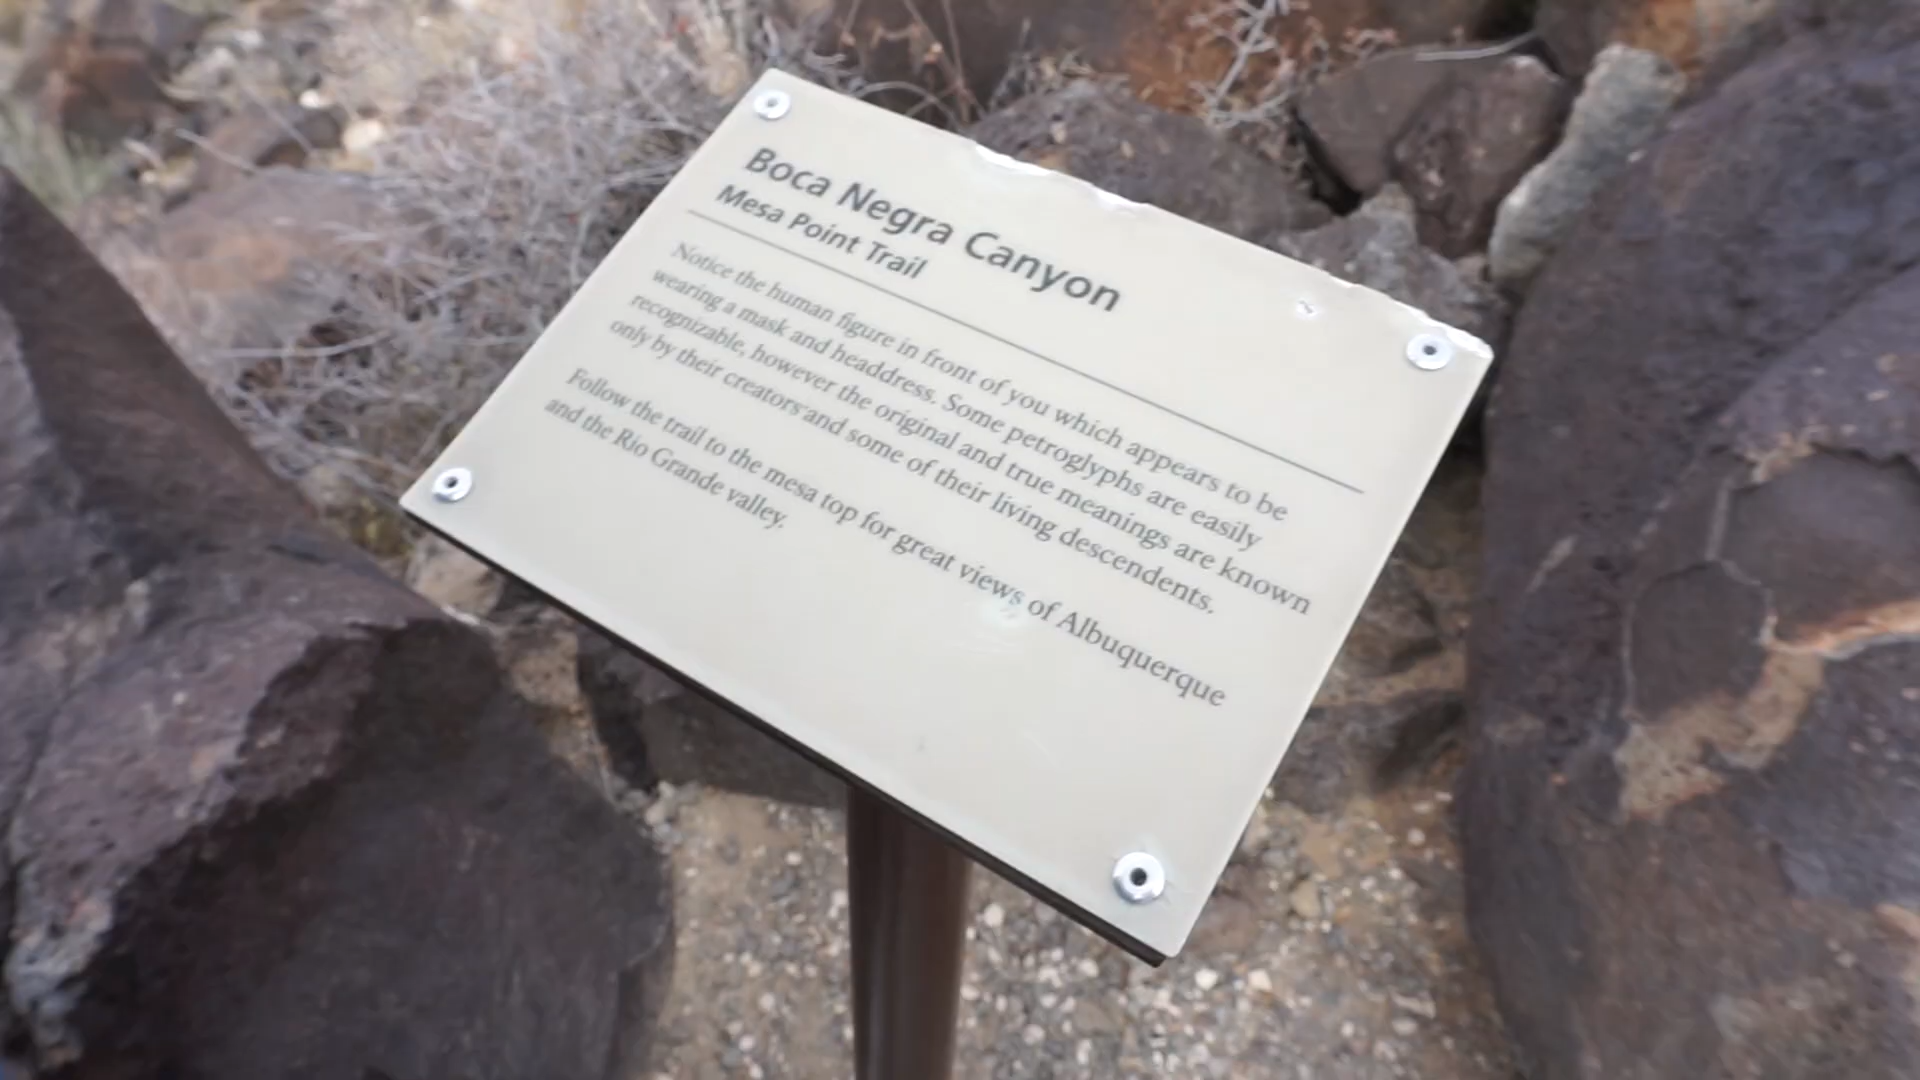 Boca Negra Canyon
Mesa Point Trail
Notice the human figure in front of you which appears to be
wearing a mask and headdress. Some petroglyphs are easily
recognizable, however the original and true meanings are known
only by their creators and some of their living descendents.
Follow the trail to the mesa top for great views of Albuquerque
and the Rio Grande valley.